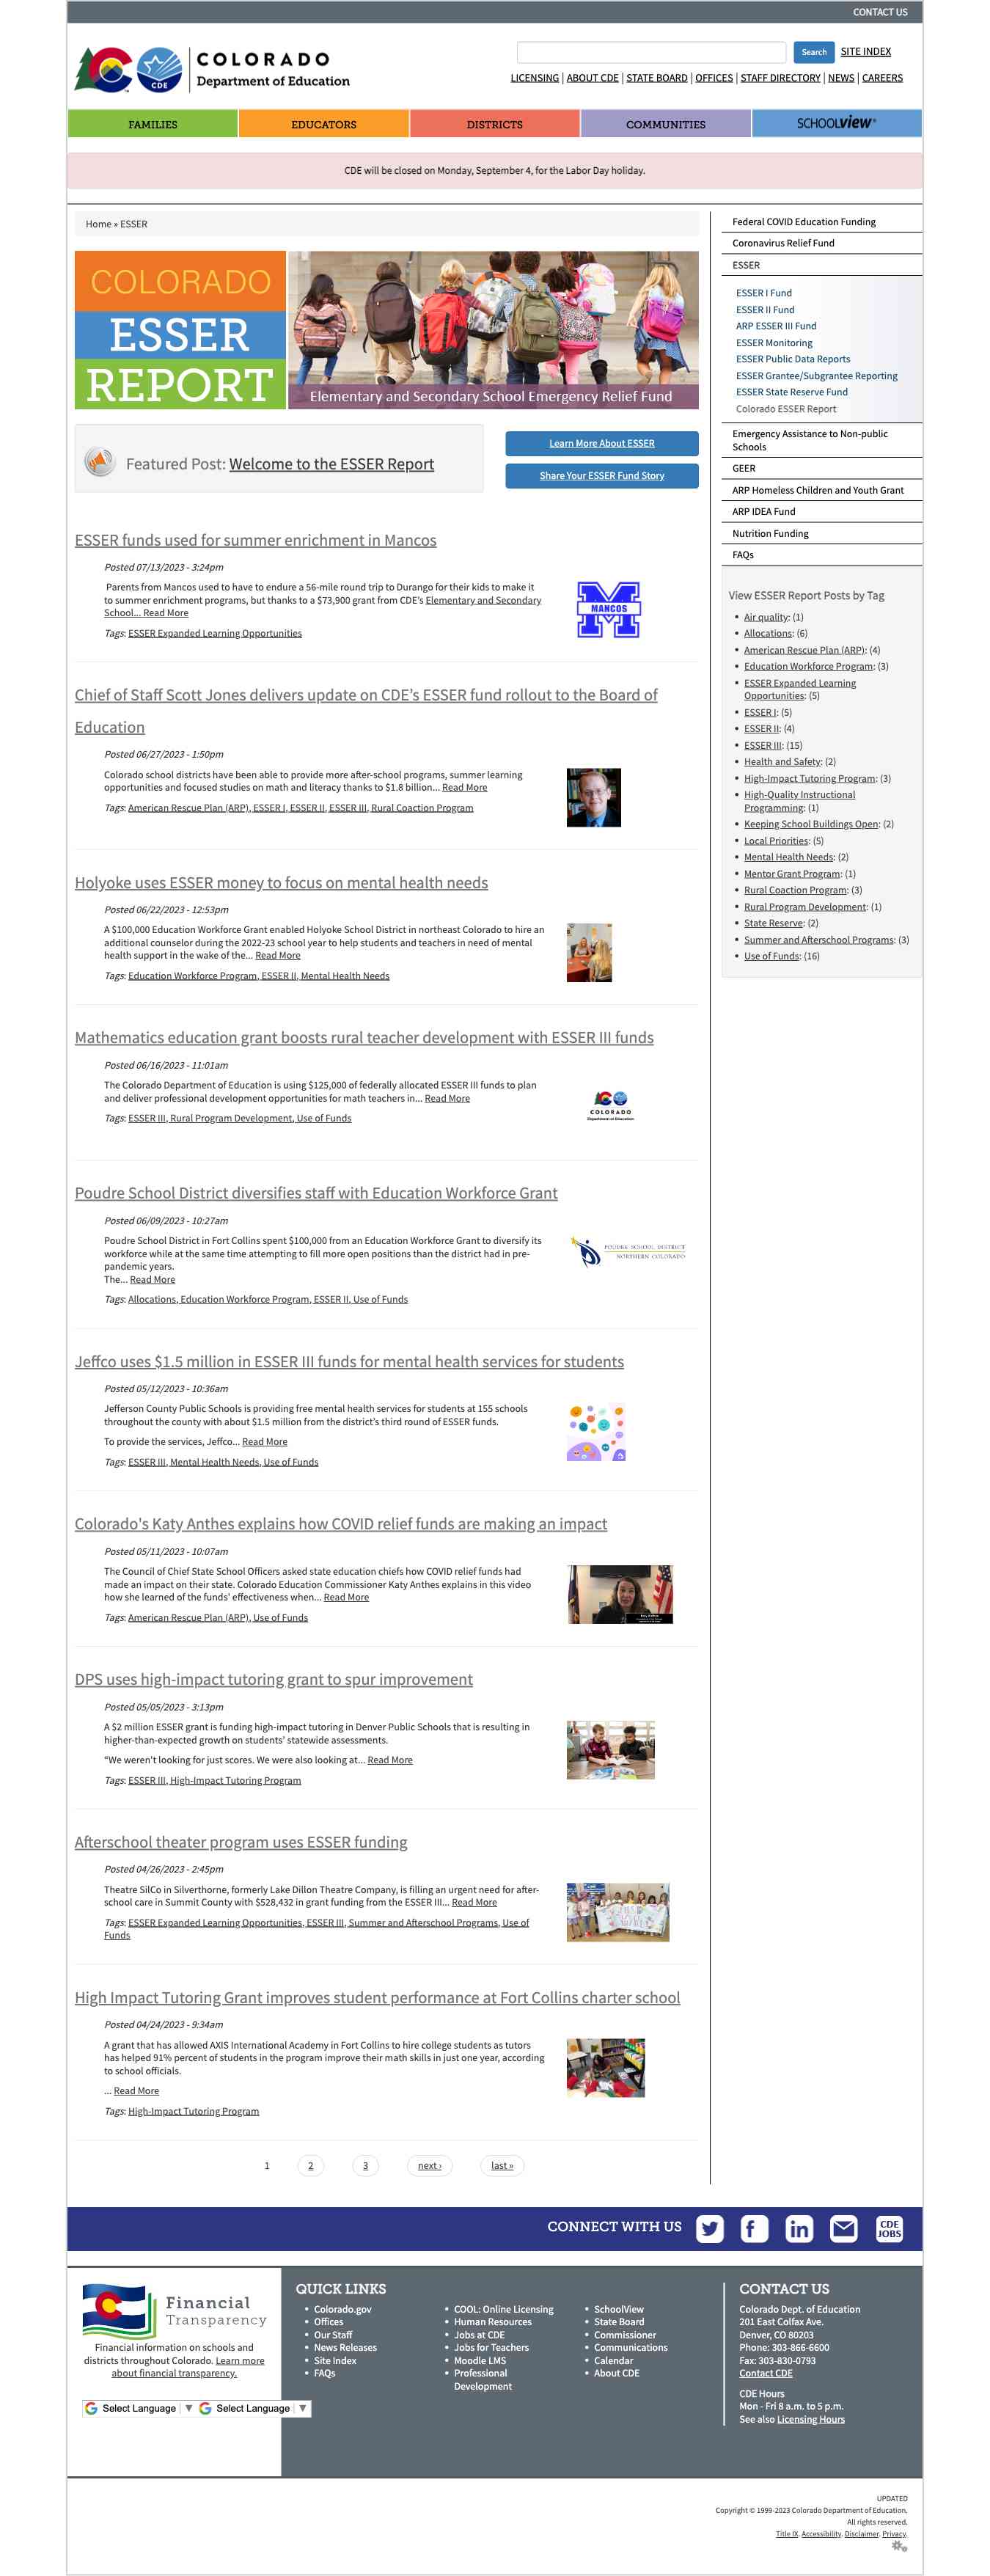 CONTACT US
COLORADO
Department of Education
CDE
Search
SITE INDEX
LICENSING | ABOUT CDE | STATE BOARD | OFFICES | STAFF DIRECTORY | NEWS | CAREERS
FAMILIES
EDUCATORS
DISTRICTS
COMMUNITIES
SCHOOLVIEW®
CDE will be closed on Monday, September 4, for the Labor Day holiday.
Home » ESSER
COLORADO
ESSER
REPORT
Elementary and Secondary School Emergency Relief Fund
Featured Post: Welcome to the ESSER Report
Learn More About ESSER
Share Your ESSER Fund Story
ESSER funds used for summer enrichment in Mancos
Posted 07/13/2023 - 3:24pm
Parents from Mancos used to have to endure a 56-mile round trip to Durango for their kids to make it
to summer enrichment programs, but thanks to a $73,900 grant from CDE's Elementary and Secondary
School... Read More
Tags: ESSER Expanded Learning Opportunities
MANCOS
Chief of Staff Scott Jones delivers update on CDE's ESSER fund rollout to the Board of
Education
Posted 06/27/2023 - 1:50pm
Colorado school districts have been able to provide more after-school programs, summer learning
opportunities and focused studies on math and literacy thanks to $1.8 billion... Read More
Tags: American Rescue Plan (ARP), ESSER I, ESSER II, ESSER III, Rural Coaction Program
Holyoke uses ESSER money to focus on mental health needs
Posted 06/22/2023 - 12:53pm
A $100,000 Education Workforce Grant enabled Holyoke School District in northeast Colorado to hire an
additional counselor during the 2022-23 school year to help students and teachers in need of mental
health support in the wake of the... Read More
Tags: Education Workforce Program, ESSER II, Mental Health Needs
Mathematics education grant boosts rural teacher development with ESSER III funds
Posted 06/16/2023 - 11:01am
The Colorado Department of Education is using $125,000 of federally allocated ESSER III funds to plan
and deliver professional development opportunities for math teachers in... Read More
Tags: ESSER III, Rural Program Development, Use of Funds
COLORADO
Department of Education
Poudre School District diversifies staff with Education Workforce Grant
Posted 06/09/2023 - 10:27am
Poudre School District in Fort Collins spent $100,000 from an Education Workforce Grant to diversify its
workforce while at the same time attempting to fill more open positions than the district had in pre-
pandemic years.
The... Read More
Tags: Allocations, Education Workforce Program, ESSER II, Use of Funds
POUDRE SCHOOL DISTRICT
NORTHERN COLORADO
Jeffco uses $1.5 million in ESSER III funds for mental health services for students
Posted 05/12/2023 - 10:36am
Jefferson County Public Schools is providing free mental health services for students at 155 schools
throughout the county with about $1.5 million from the district's third round of ESSER funds.
To provide the services, Jeffco... Read More
Tags: ESSER III, Mental Health Needs, Use of Funds
Colorado's Katy Anthes explains how COVID relief funds are making an impact
Posted 05/11/2023 - 10:07am
The Council of Chief State School Officers asked state education chiefs how COVID relief funds had
made an impact on their state. Colorado Education Commissioner Katy Anthes explains in this video
how she learned of the funds' effectiveness when... Read More
Tags: American Rescue Plan (ARP), Use of Funds
DPS uses high-impact tutoring grant to spur improvement
Posted 05/05/2023 - 3:13pm
A $2 million ESSER grant is funding high-impact tutoring in Denver Public Schools that is resulting in
higher-than-expected growth on students' statewide assessments.
"We weren't looking for just scores. We were also looking at... Read More
Tags: ESSER III, High-Impact Tutoring Program
Afterschool theater program uses ESSER funding
Posted 04/26/2023 - 2:45pm
Theatre SilCo in Silverthorne, formerly Lake Dillon Theatre Company, is filling an urgent need for after-
school care in Summit County with $528,432 in grant funding from the ESSER III... Read More
Tags: ESSER Expanded Learning Opportunities, ESSER III, Summer and Afterschool Programs, Use of
Funds
High Impact Tutoring Grant improves student performance at Fort Collins charter school
Posted 04/24/2023 - 9:34am
A grant that has allowed AXIS International Academy in Fort Collins to hire college students as tutors
has helped 91% percent of students in the program improve their math skills in just one year, according
to school officials.
... Read More
Tags: High-Impact Tutoring Program
1
2
3
next ›
last »
Federal COVID Education Funding
Coronavirus Relief Fund
ESSER
ESSER I Fund
ESSER II Fund
ARP ESSER III Fund
ESSER Monitoring
ESSER Public Data Reports
ESSER Grantee/Subgrantee Reporting
ESSER State Reserve Fund
Colorado ESSER Report
Emergency Assistance to Non-public
Schools
GEER
ARP Homeless Children and Youth Grant
ARP IDEA Fund
Nutrition Funding
FAQs
View ESSER Report Posts by Tag
Air quality: (1)
Allocations: (6)
American Rescue Plan (ARP): (4)
Education Workforce Program: (3)
ESSER Expanded Learning
Opportunities: (5)
ESSER I: (5)
ESSER II: (4)
ESSER III: (15)
Health and Safety: (2)
High-Impact Tutoring Program: (3)
High-Quality Instructional
Programming: (1)
Keeping School Buildings Open: (2)
Local Priorities: (5)
Mental Health Needs: (2)
Mentor Grant Program: (1)
Rural Coaction Program: (3)
Rural Program Development: (1)
State Reserve: (2)
Summer and Afterschool Programs: (3)
Use of Funds: (16)
CONNECT WITH US
CDE
JOBS
Financial
Transparency
Financial information on schools and
districts throughout Colorado. Learn more
about financial transparency.
Select Language ▼
Select Language ▼
QUICK LINKS
Colorado.gov
Offices
Our Staff
News Releases
Site Index
FAQs
COOL: Online Licensing
Human Resources
Jobs at CDE
Jobs for Teachers
Moodle LMS
Professional
Development
SchoolView
State Board
Commissioner
Communications
Calendar
About CDE
CONTACT US
Colorado Dept. of Education
201 East Colfax Ave.
Denver, CO 80203
Phone: 303-866-6600
Fax: 303-830-0793
Contact CDE
CDE Hours
Mon - Fri 8 a.m. to 5 p.m.
See also Licensing Hours
UPDATED
Copyright © 1999-2023 Colorado Department of Education.
All rights reserved.
Title IX. Accessibility. Disclaimer. Privacy.